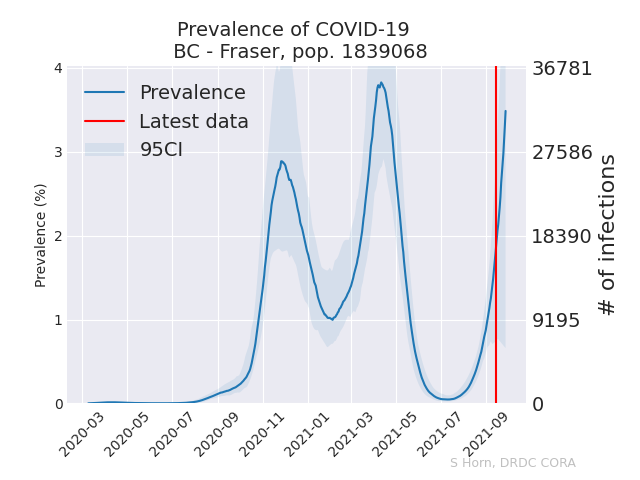 Prevalence of COVID-19
BC - Fraser, pop. 1839068
Prevalence
Latest data
95CI
Prevalence (%)
4
3
2
1
0
36781
27586
18390
9195
0
# of infections
2020-03
2020-05
2020-07
2020-09
2020-11
2021-01
2021-03
2021-05
2021-07
2021-09
S Horn, DRDC CORA